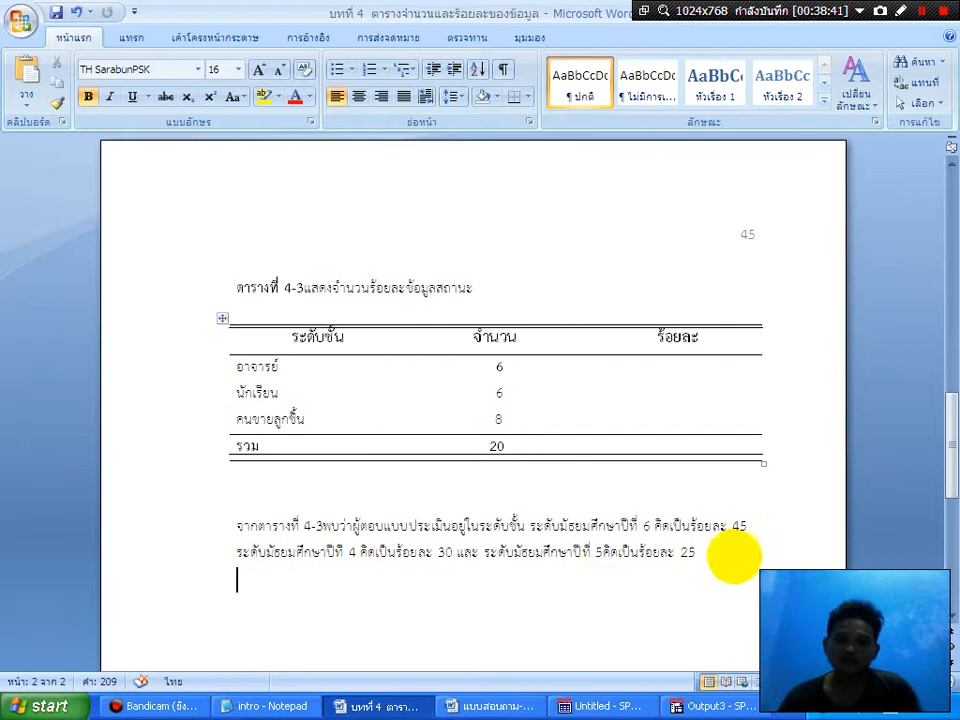 บทที่ 4 ตารางจำนวนและร้อยละของข้อมูล - Microsoft Word
1024x768 กำลังบันทึก [00:38:41]
หน้าแรก แทรก เค้าโครงหน้ากระดาษ การอ้างอิง การส่งจดหมาย ตรวจทาน มุมมอง
TH SarabunPSK 16
AaBbCcDc AaBbCcDc AaBbC AaBbCc
วาง
¶ ปกติ ¶ ไม่มีการเ... หัวเรื่อง 1 หัวเรื่อง 2
เปลี่ยน ลักษณะ
ค้นหา
แทนที่
เลือก
คลิปบอร์ด แบบอักษร ย่อหน้า ลักษณะ การแก้ไข
45
ตารางที่ 4-3แสดงจำนวนร้อยละข้อมูลสถานะ
ระดับชั้น จำนวน ร้อยละ
อาจารย์ 6
นักเรียน 6
คนขายลูกชิ้น 8
รวม 20
จากตารางที่ 4-3พบว่าผู้ตอบแบบประเมินอยู่ในระดับชั้น ระดับมัธยมศึกษาปีที่ 6 คิดเป็นร้อยละ 45
ระดับมัธยมศึกษาปีที่ 4 คิดเป็นร้อยละ 30 และ ระดับมัธยมศึกษาปีที่ 5คิดเป็นร้อยละ 25
หน้า: 2 จาก 2 คำ: 209 ไทย
start Bandicam (ยัง... intro - Notepad บทที่ 4 ตารา... แบบสอบถาม-... Untitled - SP... Output3 - SP...